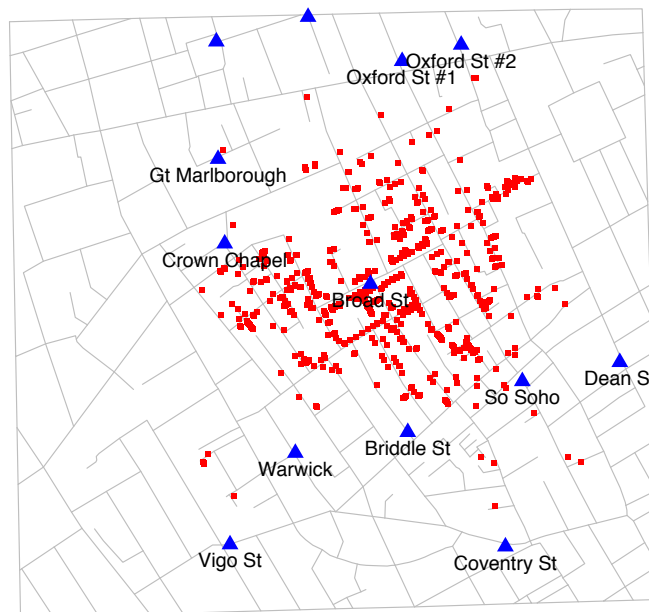 Oxford St #2
Oxford St #1
Gt Marlborough
Crown Chapel
Broad St
Dean S
So Soho
Briddle St
Warwick
Vigo St
Coventry St